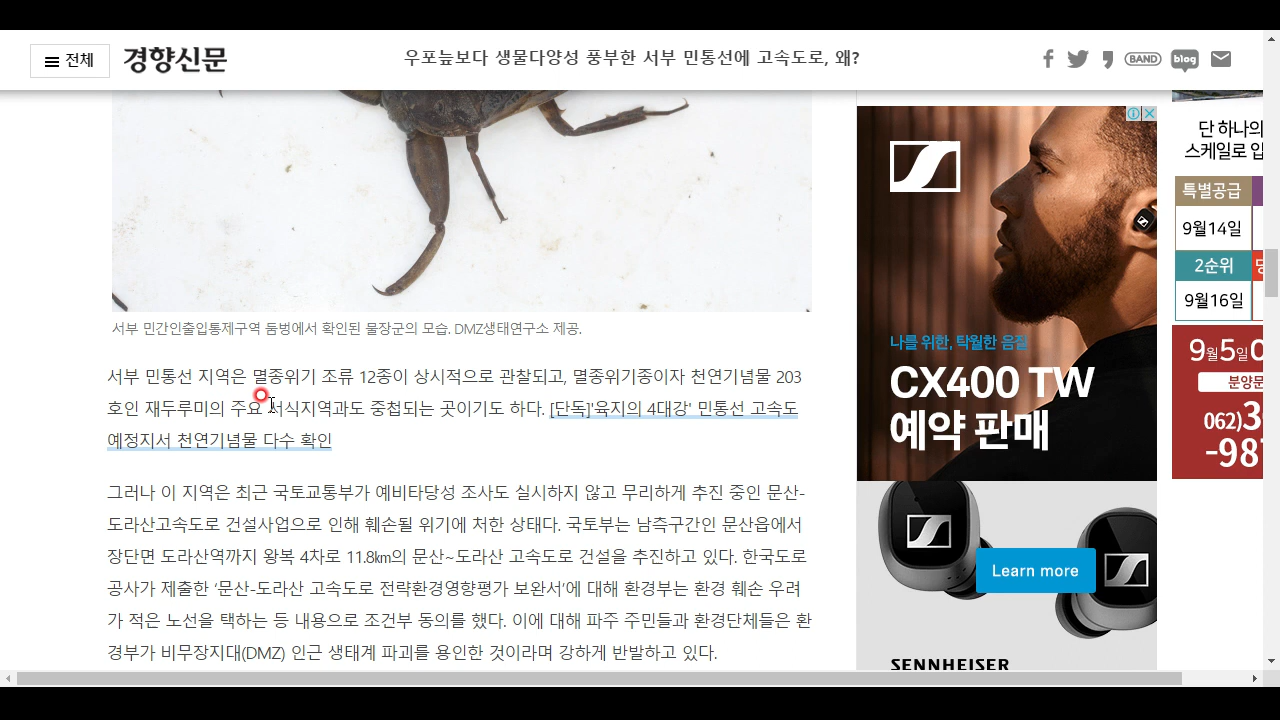 전체
경향신문
우포늪보다 생물다양성 풍부한 서부 민통선에 고속도로, 왜?
BAND
blog
서부 민간인출입통제구역 둠벙에서 확인된 물장군의 모습. DMZ생태연구소 제공.
서부 민통선 지역은 멸종위기 조류 12종이 상시적으로 관찰되고, 멸종위기종이자 천연기념물 203
호인 재두루미의 주요 서식지역과도 중첩되는 곳이기도 하다. [단독]'육지의 4대강' 민통선 고속도
예정지서 천연기념물 다수 확인
그러나 이 지역은 최근 국토교통부가 예비타당성 조사도 실시하지 않고 무리하게 추진 중인 문산-
도라산고속도로 건설사업으로 인해 훼손될 위기에 처한 상태다. 국토부는 남측구간인 문산읍에서
장단면 도라산역까지 왕복 4차로 11.8㎞의 문산~도라산 고속도로 건설을 추진하고 있다. 한국도로
공사가 제출한 ‘문산-도라산 고속도로 전략환경영향평가 보완서’에 대해 환경부는 환경 훼손 우려
가 적은 노선을 택하는 등 내용으로 조건부 동의를 했다. 이에 대해 파주 주민들과 환경단체들은 환
경부가 비무장지대(DMZ) 인근 생태계 파괴를 용인한 것이라며 강하게 반발하고 있다.
나를 위한, 탁월한 음질
CX400 TW
예약 판매
Learn more
SENNHEISER
단 하나의
스케일로 입
特별공급
9월14일
2순위
9월16일
9월5일
분양문
062)3
-987